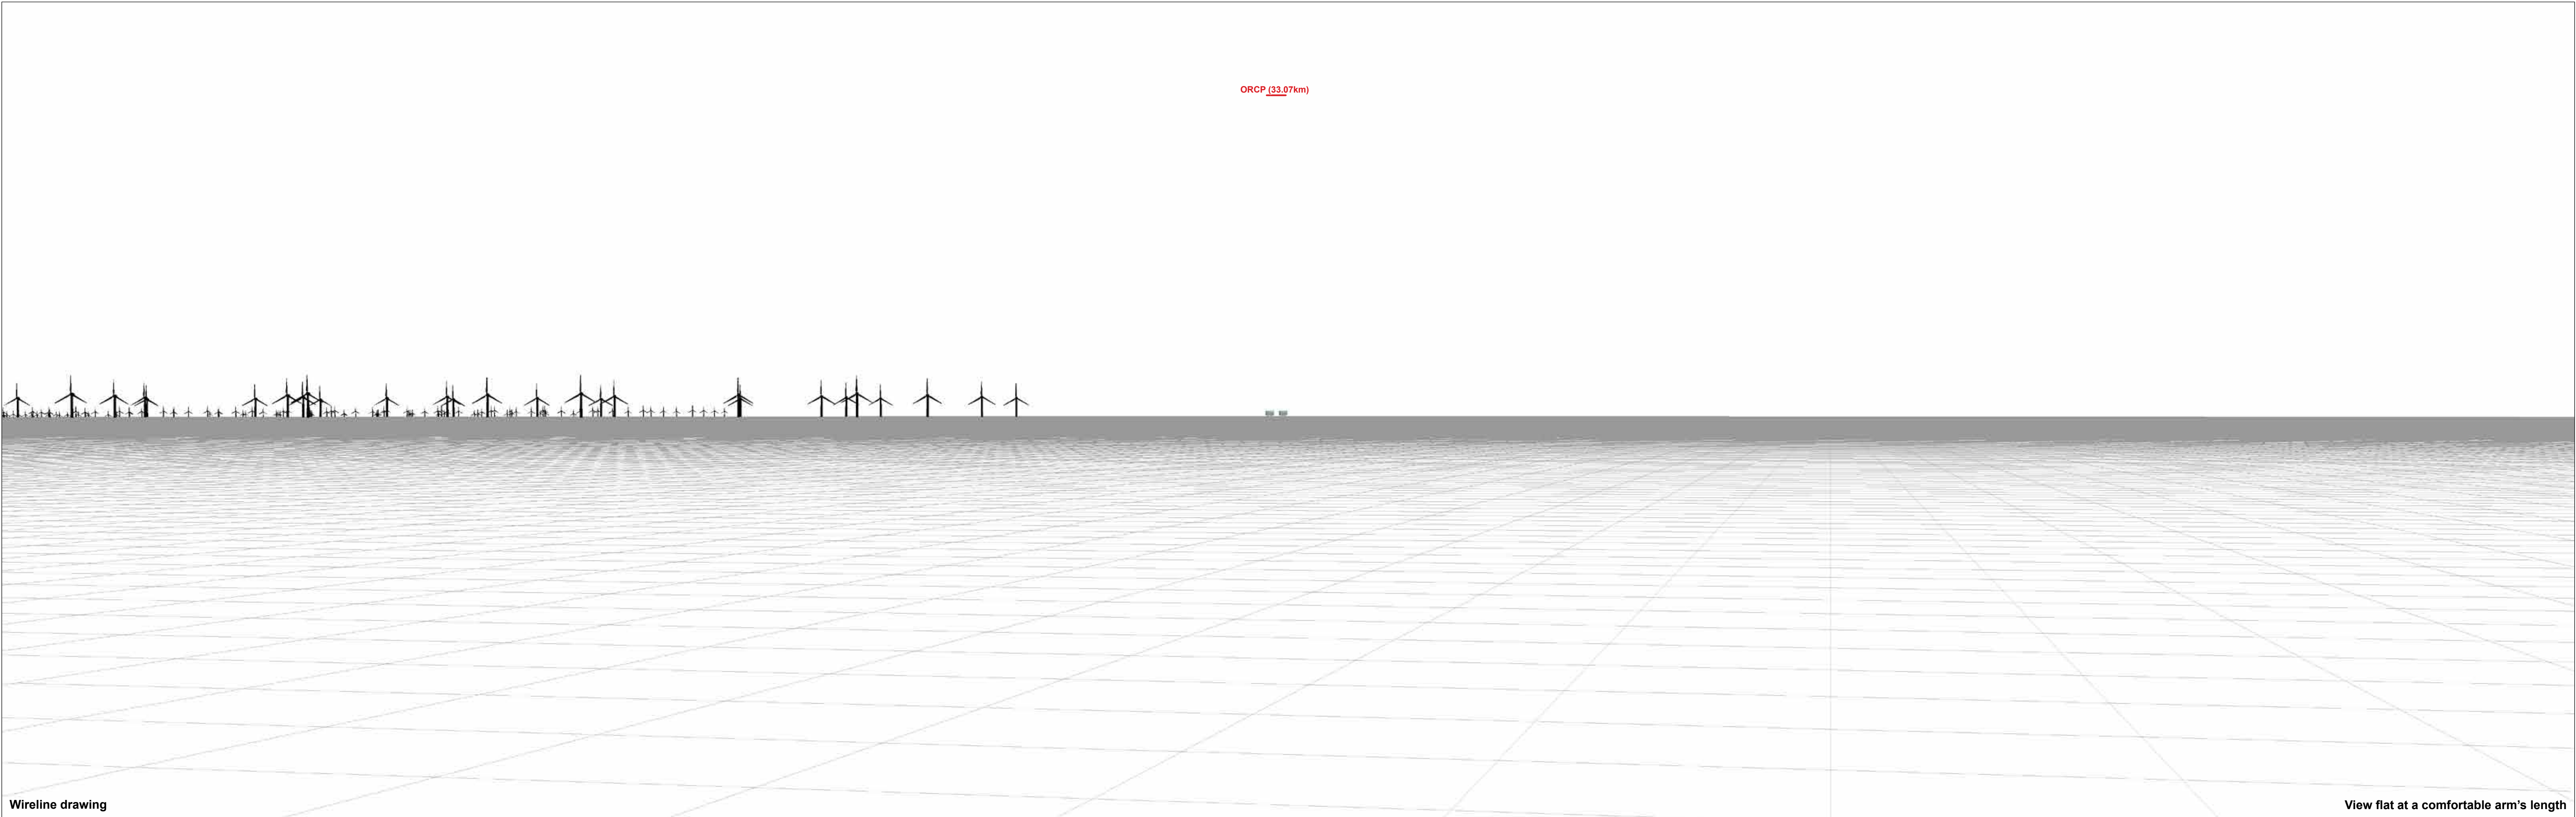 ORCP (33.07km)
Wireline drawing
View flat at a comfortable arm's length